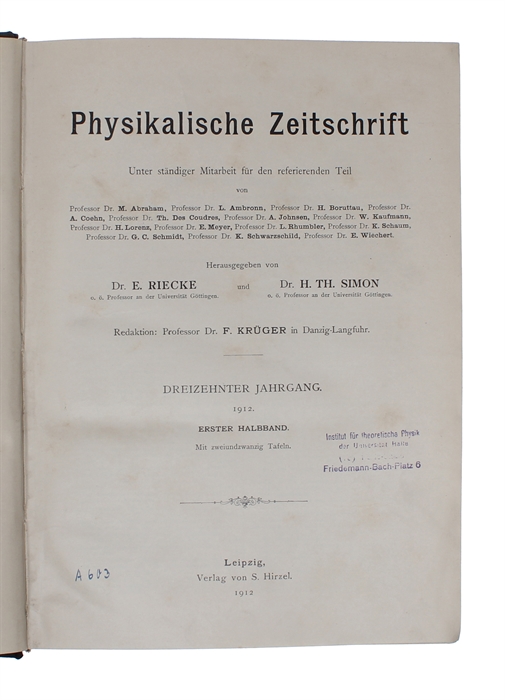 Physikalische Zeitschrift
Unter ständiger Mitarbeit für den referierenden Teil
von
Professor Dr. M. Abraham, Professor Dr. L. Ambronn, Professor Dr. H. Boruttau, Professor Dr.
A. Coehn, Professor Dr. Th. Des Coudres, Professor Dr. A. Johnsen, Professor Dr. W. Kaufmann,
Professor Dr. H. Lorenz, Professor Dr. E. Meyer, Professor Dr. L. Rhumbler, Professor Dr. K. Schaum,
Professor Dr. G. C. Schmidt, Professor Dr. K. Schwarzschild, Professor Dr. E. Wiechert.
Herausgegeben von
Dr. E. RIECKE und Dr. H. TH. SIMON
o. ö. Professor an der Universität Göttingen. o. ö. Professor an der Universität Göttingen.
Redaktion: Professor Dr. F. KRÜGER in Danzig-Langfuhr.
DREIZEHNTER JAHRGANG.
1912.
ERSTER HALBBAND.
Mit zweiundzwanzig Tafeln.
Institut für theoretische Physik
der Universität Halle
Friedemann-Bach-Platz 6
Leipzig,
Verlag von S. Hirzel.
1912
A 603